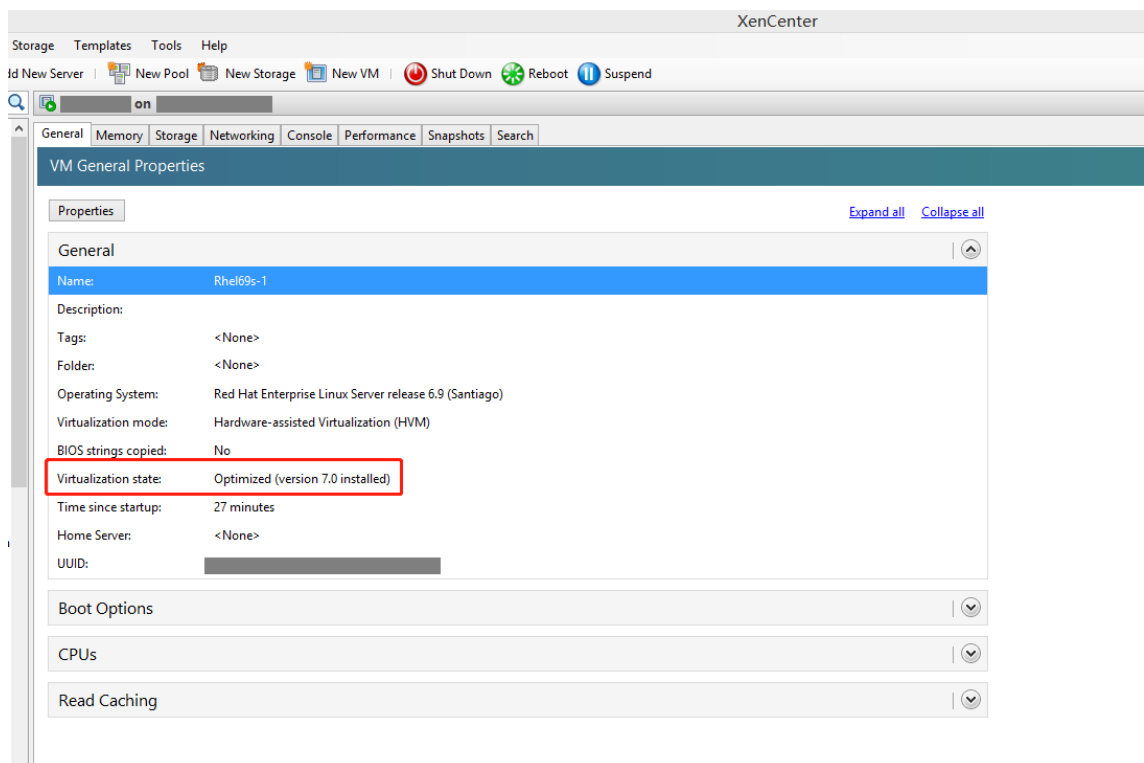 XenCenter
Storage Templates Tools Help
dd New Server New Pool New Storage New VM Shut Down Reboot Suspend
on
General Memory Storage Networking Console Performance Snapshots Search
VM General Properties
Properties Expand all Collapse all
General
Name: Rhel69s-1
Description:
Tags: <None>
Folder: <None>
Operating System: Red Hat Enterprise Linux Server release 6.9 (Santiago)
Virtualization mode: Hardware-assisted Virtualization (HVM)
BIOS strings copied: No
Virtualization state: Optimized (version 7.0 installed)
Time since startup: 27 minutes
Home Server: <None>
UUID:
Boot Options
CPUs
Read Caching